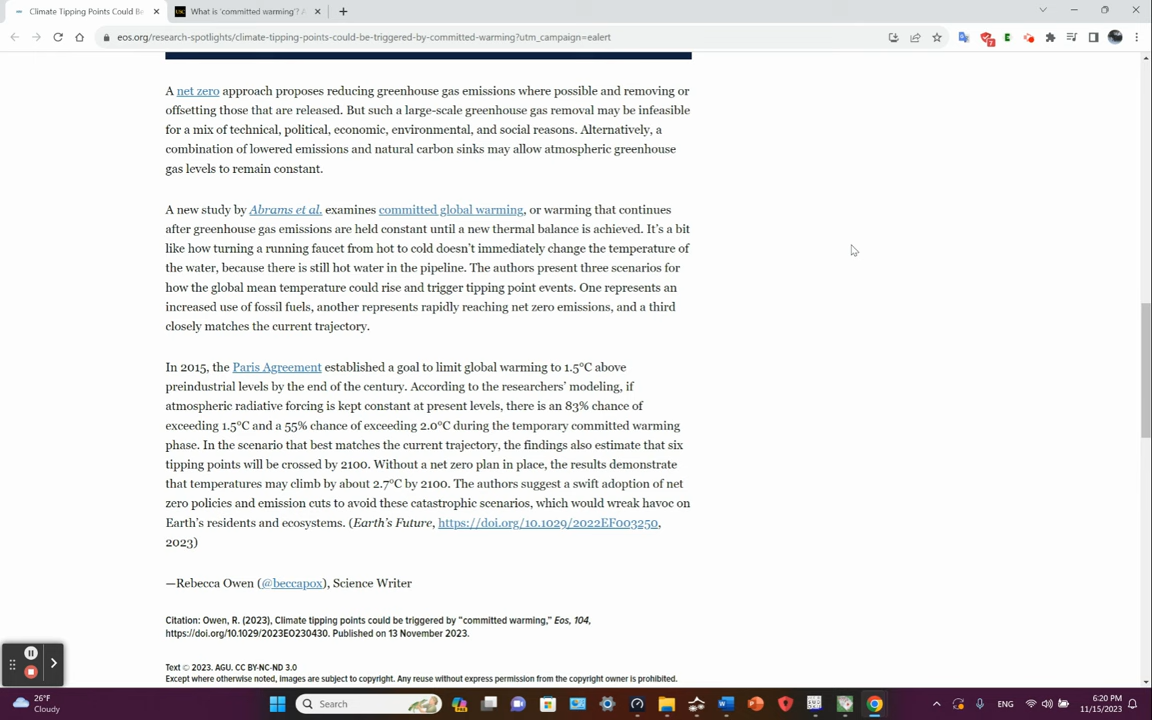 Climate Tipping Points Could Be
What is 'committed warming'? A
eos.org/research-spotlights/climate-tipping-points-could-be-triggered-by-committed-warming?utm_campaign=ealert
7
A net zero approach proposes reducing greenhouse gas emissions where possible and removing or
offsetting those that are released. But such a large-scale greenhouse gas removal may be infeasible
for a mix of technical, political, economic, environmental, and social reasons. Alternatively, a
combination of lowered emissions and natural carbon sinks may allow atmospheric greenhouse
gas levels to remain constant.
A new study by Abrams et al. examines committed global warming, or warming that continues
after greenhouse gas emissions are held constant until a new thermal balance is achieved. It's a bit
like how turning a running faucet from hot to cold doesn't immediately change the temperature of
the water, because there is still hot water in the pipeline. The authors present three scenarios for
how the global mean temperature could rise and trigger tipping point events. One represents an
increased use of fossil fuels, another represents rapidly reaching net zero emissions, and a third
closely matches the current trajectory.
In 2015, the Paris Agreement established a goal to limit global warming to 1.5°C above
preindustrial levels by the end of the century. According to the researchers' modeling, if
atmospheric radiative forcing is kept constant at present levels, there is an 83% chance of
exceeding 1.5°C and a 55% chance of exceeding 2.0°C during the temporary committed warming
phase. In the scenario that best matches the current trajectory, the findings also estimate that six
tipping points will be crossed by 2100. Without a net zero plan in place, the results demonstrate
that temperatures may climb by about 2.7°C by 2100. The authors suggest a swift adoption of net
zero policies and emission cuts to avoid these catastrophic scenarios, which would wreak havoc on
Earth's residents and ecosystems. (Earth's Future, https://doi.org/10.1029/2022EF003250,
2023)
—Rebecca Owen (@beccapox), Science Writer
Citation: Owen, R. (2023), Climate tipping points could be triggered by "committed warming," Eos, 104,
https://doi.org/10.1029/2023EO230430. Published on 13 November 2023.
Text © 2023. AGU. CC BY-NC-ND 3.0
Except where otherwise noted, images are subject to copyright. Any reuse without express permission from the copyright owner is prohibited.
26°F
Cloudy
Search
ENG
6:20 PM
11/15/2023